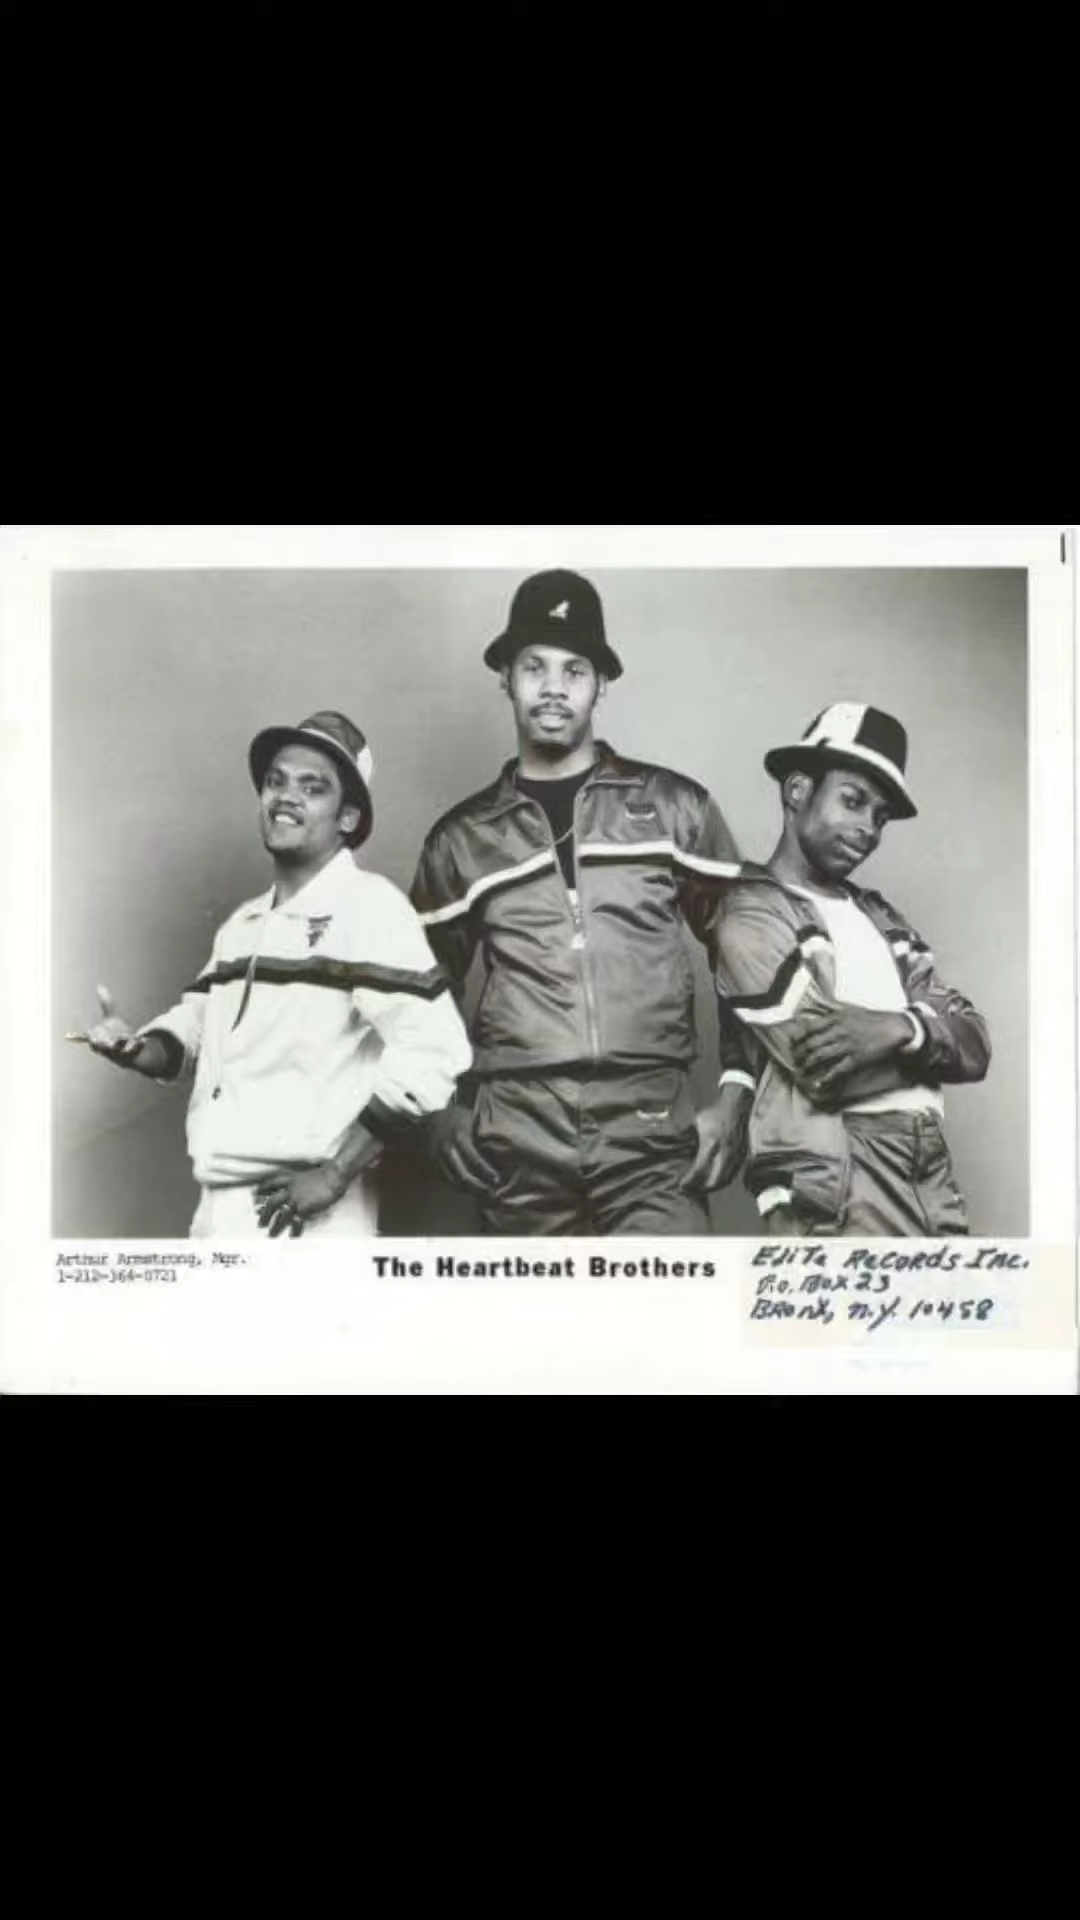 Arthur Armstrong, Mgr.
1-212-364-0721
The Heartbeat Brothers
Elite Records Inc.
P.O. Box 23
Bronx, N.Y. 10458